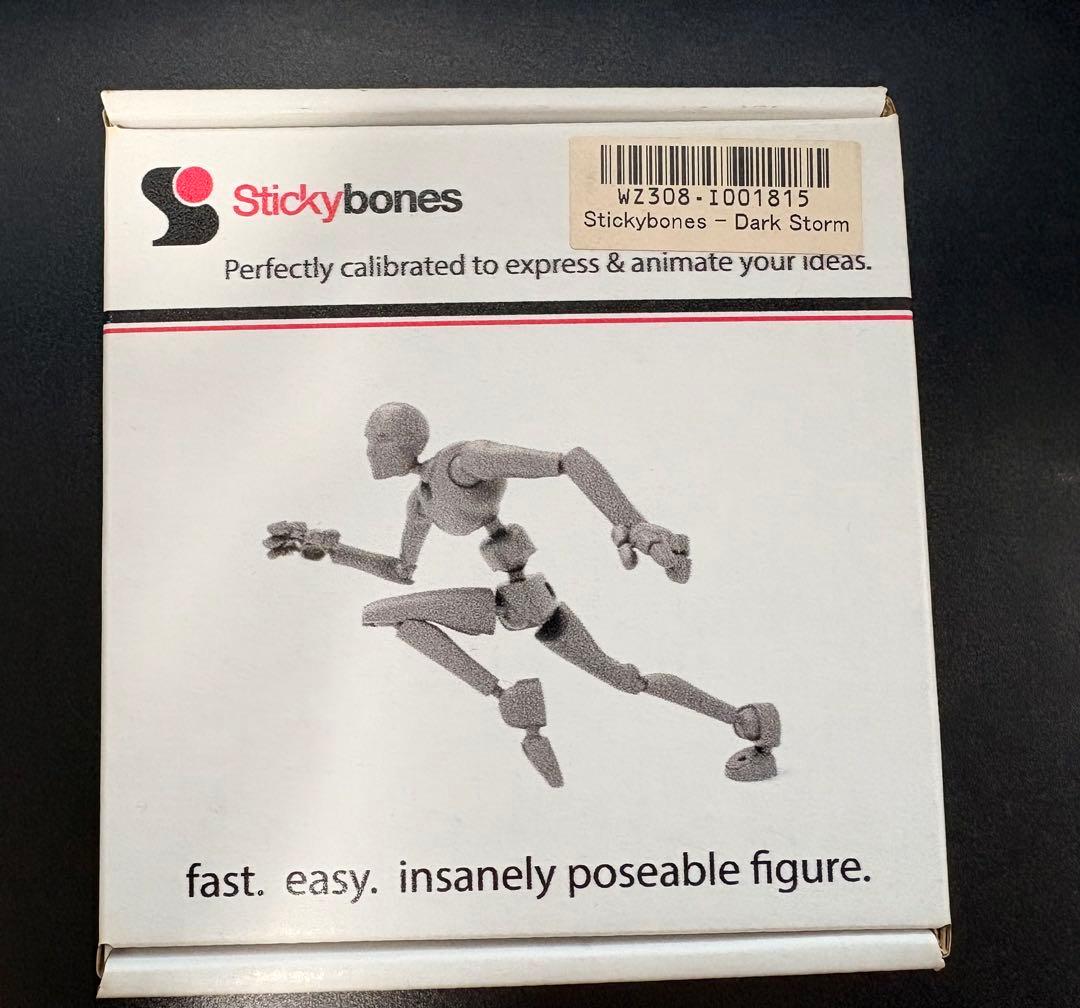 Stickybones
WZ308-I001815
Stickybones - Dark Storm
Perfectly calibrated to express & animate your ideas.
fast. easy. insanely poseable figure.